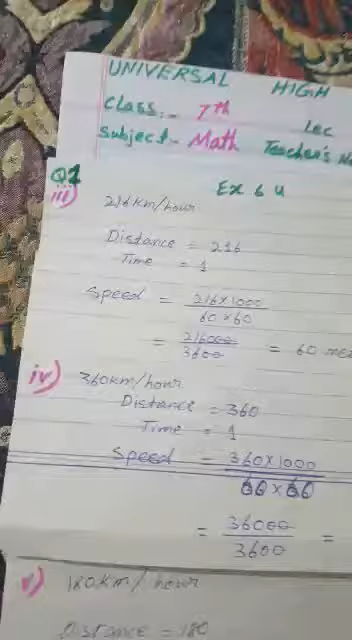 UNIVERSAL HIGH
Class:- 7th Lec
Subject- Math Teacher's
Q1 Ex 6 4
iii) 216km/hour
Distance = 216
Time = 1
Speed = 216×1000
60×60
= 216000
3600 = 60
iv) 360km/hour
Distance = 360
Time = 1
Speed = 360×1000
60×60
= 36000
3600 =
v) 180km/hour
Distance = 180